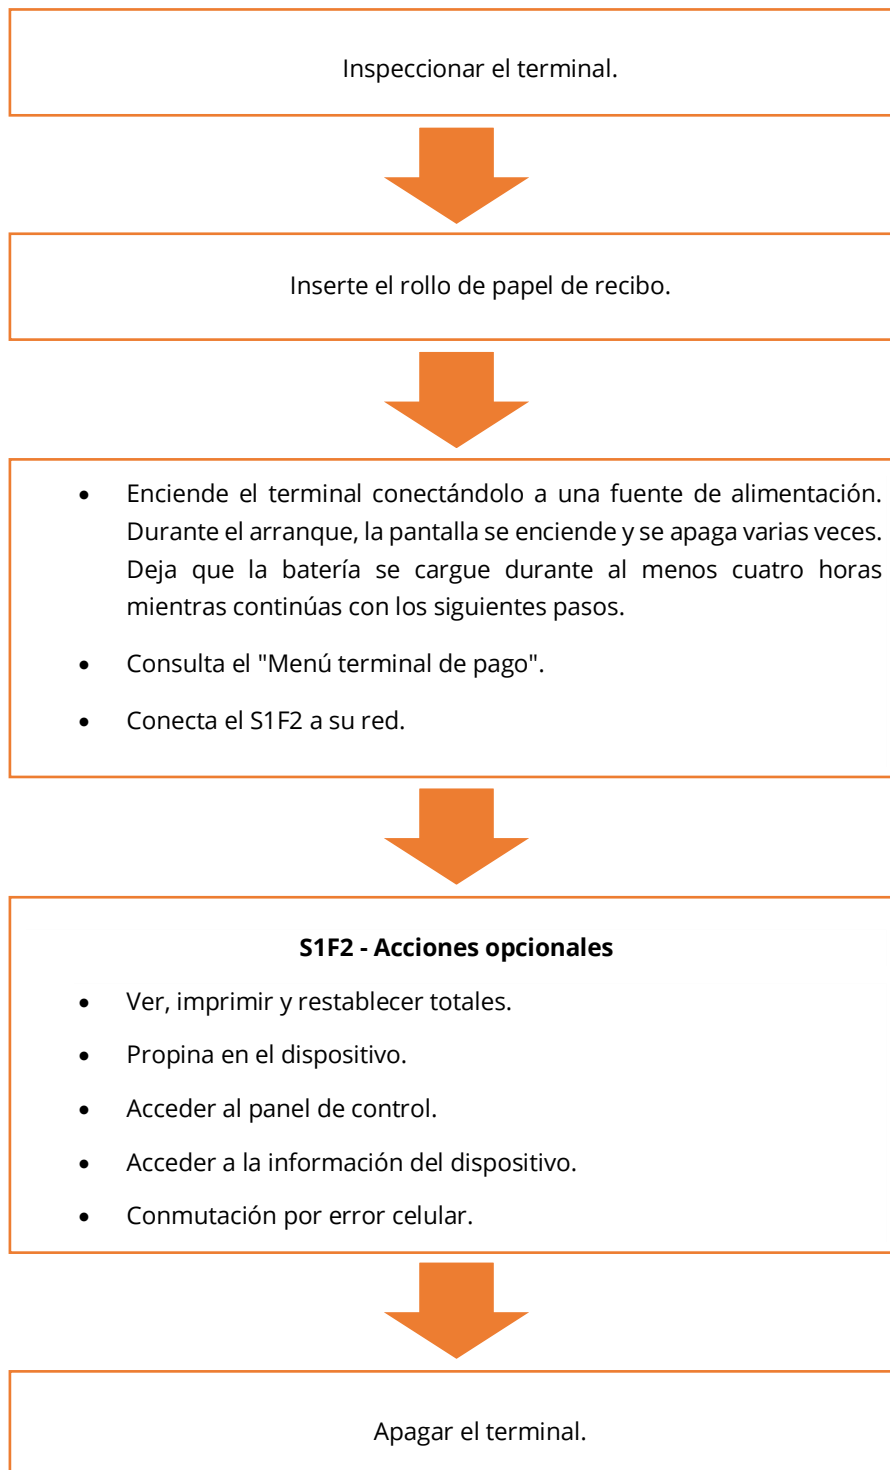 Inspeccionar el terminal.
Inserte el rollo de papel de recibo.
• Enciende el terminal conectándolo a una fuente de alimentación.
Durante el arranque, la pantalla se enciende y se apaga varias veces.
Deja que la batería se cargue durante al menos cuatro horas
mientras continúas con los siguientes pasos.
• Consulta el "Menú terminal de pago".
• Conecta el S1F2 a su red.
S1F2 - Acciones opcionales
• Ver, imprimir y restablecer totales.
• Propina en el dispositivo.
• Acceder al panel de control.
• Acceder a la información del dispositivo.
• Conmutación por error celular.
Apagar el terminal.